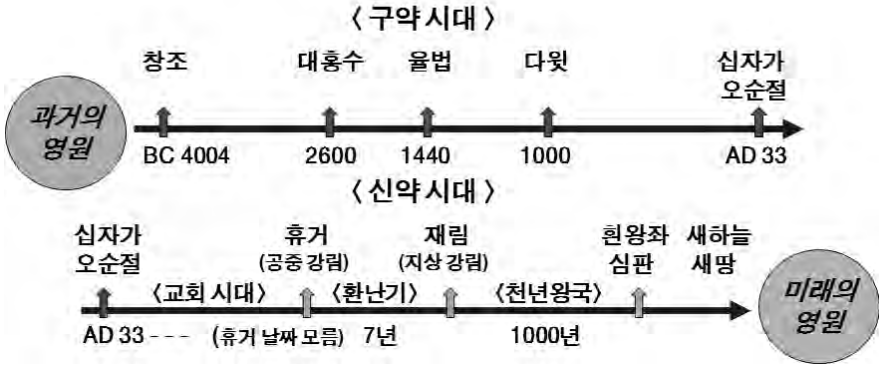 〈 구약 시대 〉
창조 대홍수 율법 다윗 십자가
오순절
과거의
영원
BC 4004 2600 1440 1000 AD 33
〈 신약 시대 〉
십자가 휴거 재림 흰왕좌 새하늘
오순절 (공중 강림) (지상 강림) 심판 새땅
〈교회 시대〉 〈환난기〉 〈천년왕국〉
미래의
영원
AD 33 - - - (휴거 날짜 모름) 7년 1000년